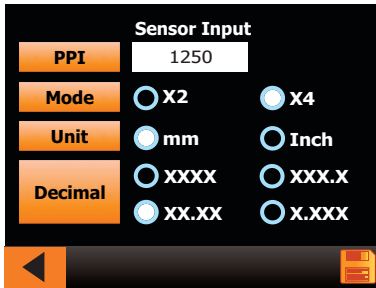 Sensor Input
PPI 1250
Mode X2 X4
Unit mm Inch
Decimal XXXX XXX.X
XX.XX X.XXX